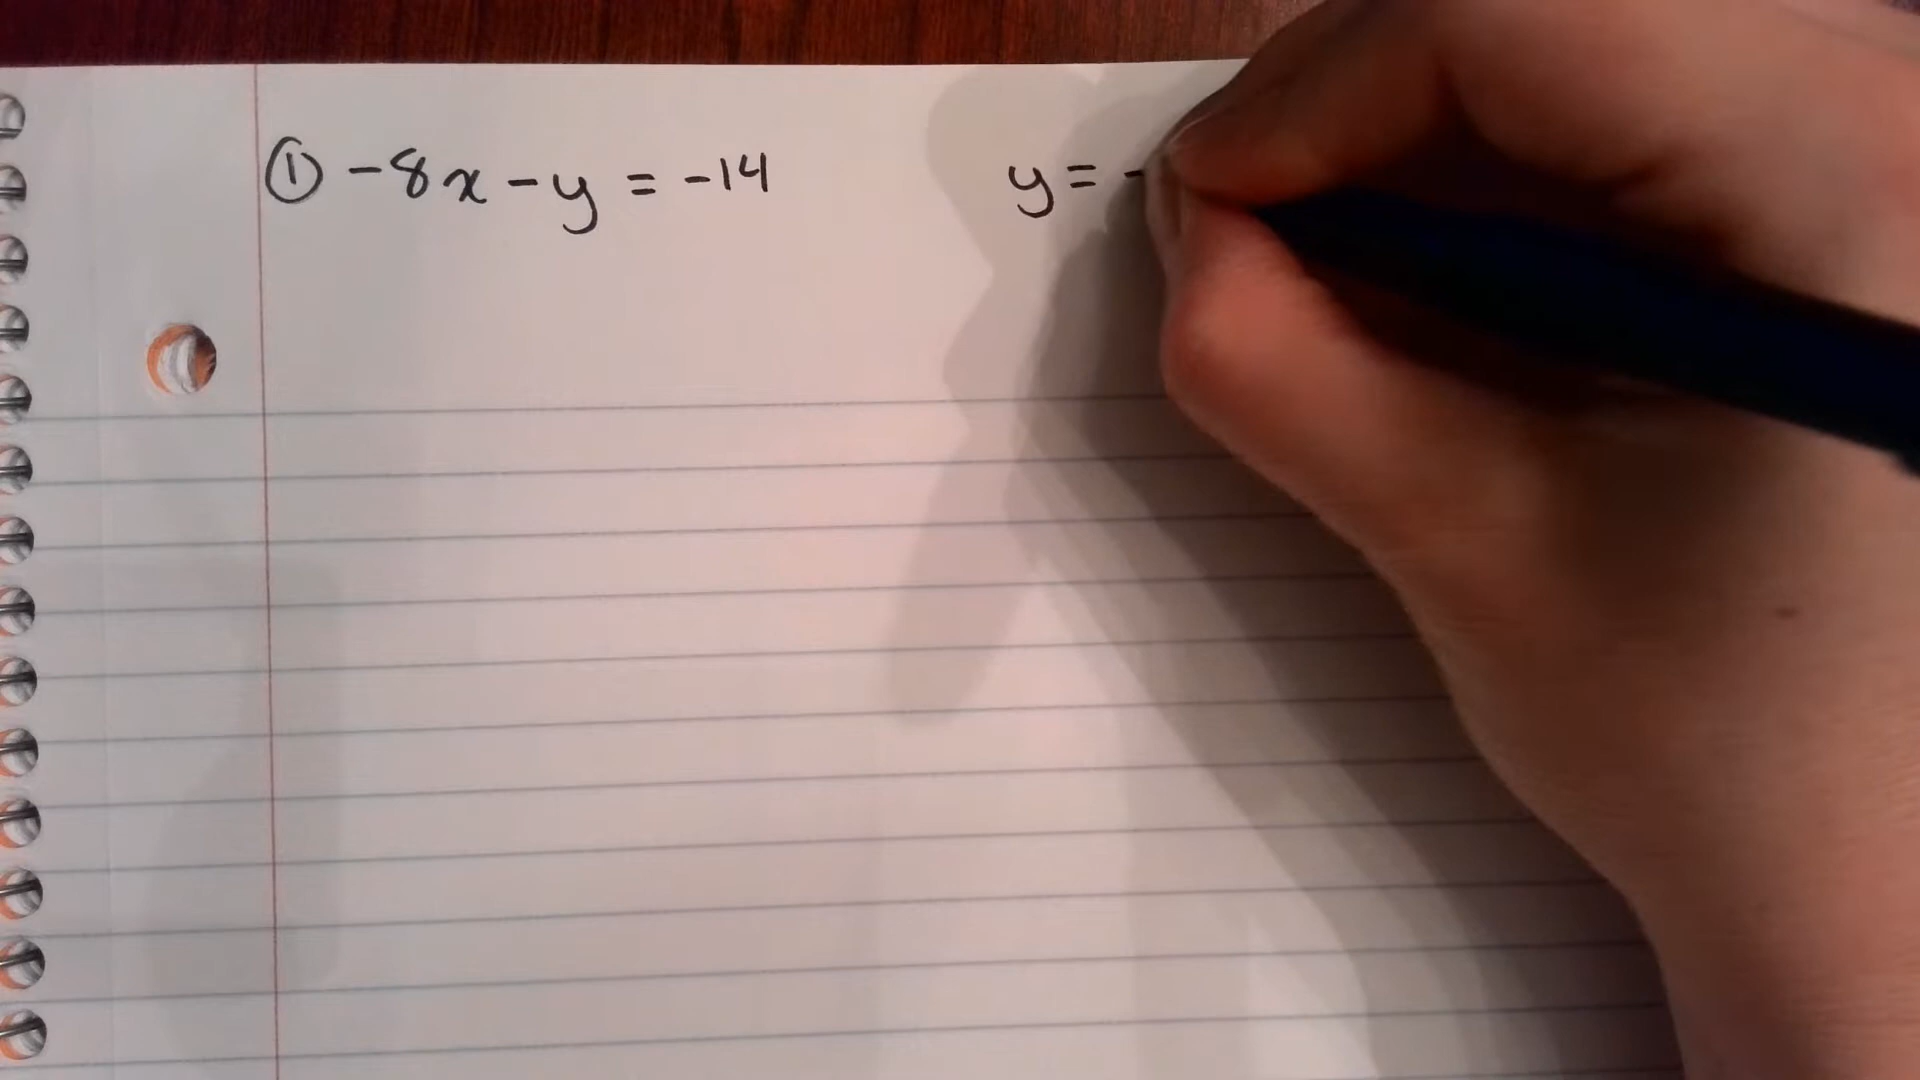 ① -8x - y = -14 y = -